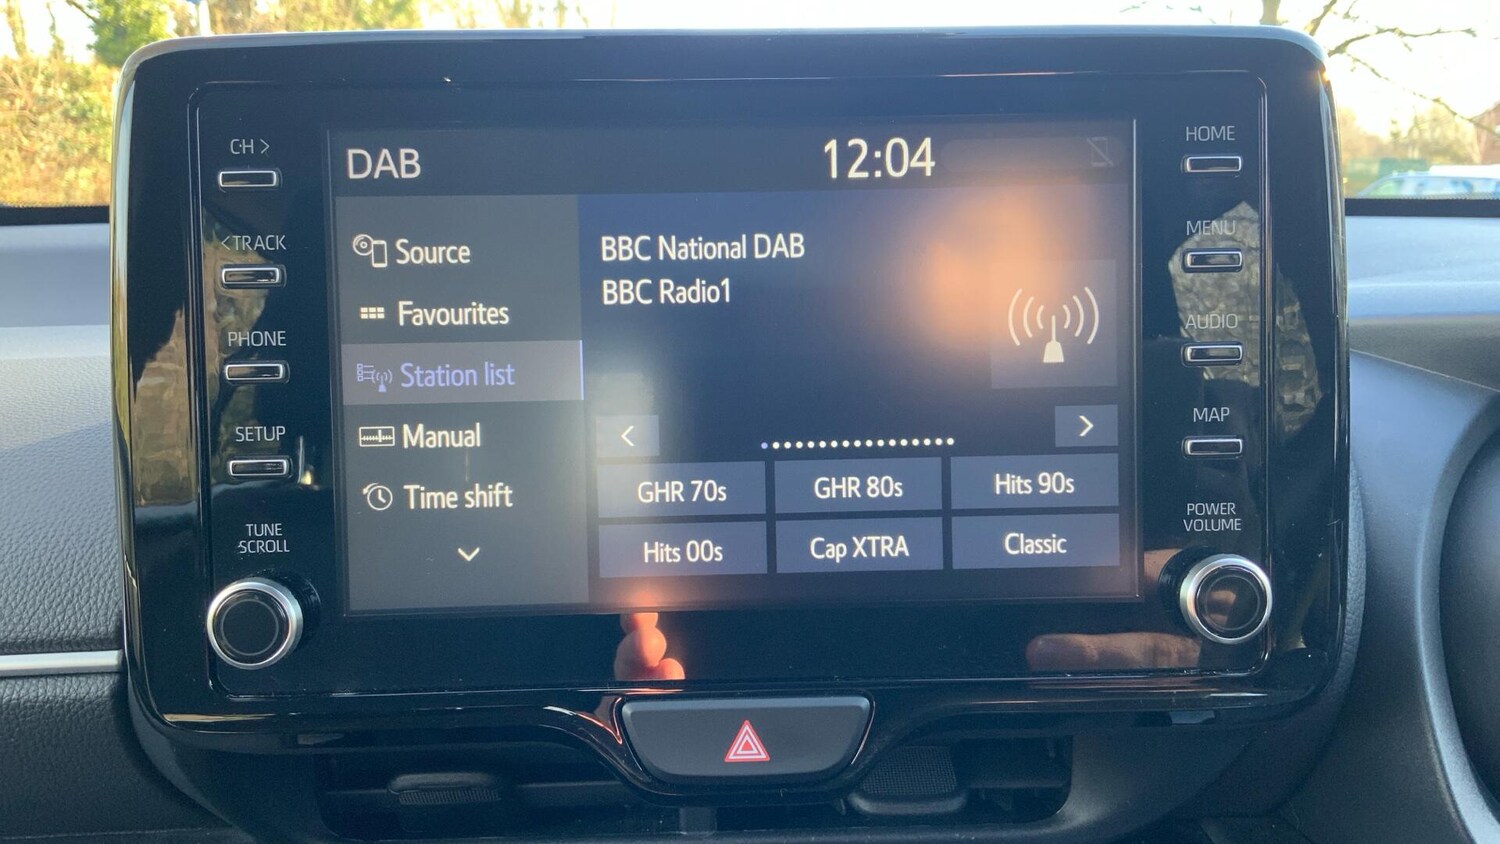 CH >
<TRACK
PHONE
SETUP
TUNE
SCROLL
DAB
12:04
Source
Favourites
Station list
Manual
Time shift
BBC National DAB
BBC Radio1
GHR 70s
GHR 80s
Hits 90s
Hits 00s
Cap XTRA
Classic
HOME
MENU
AUDIO
MAP
POWER
VOLUME